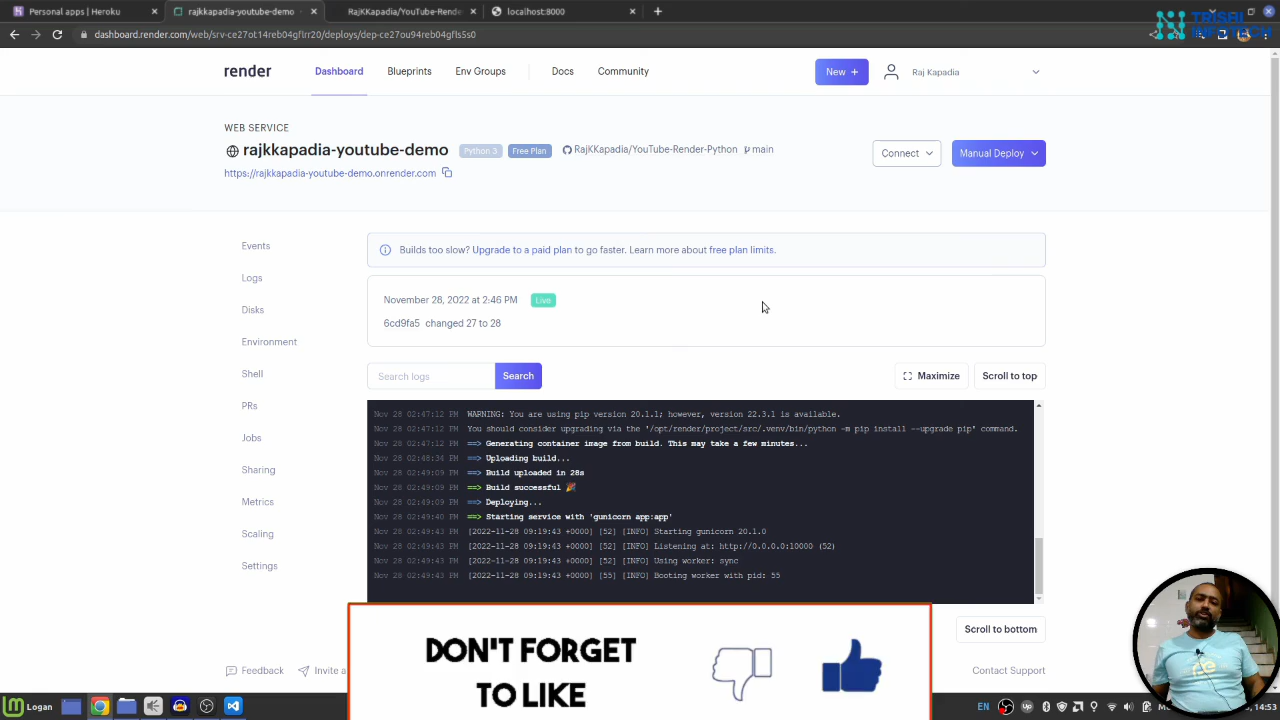 Personal apps | Heroku
rajkkapadia-youtube-demo
RajKKapadia/YouTube-Rend
localhost:8000
dashboard.render.com/web/srv-ce27ot14reb04gflrr20/deploys/dep-ce27ou94reb04gfls5s0
TRISHI
INFOTECH
render
Dashboard
Blueprints
Env Groups
Docs
Community
New +
Raj Kapadia
WEB SERVICE
rajkkapadia-youtube-demo
Python 3
Free Plan
RajKKapadia/YouTube-Render-Python
main
Connect
Manual Deploy
https://rajkkapadia-youtube-demo.onrender.com
Events
Logs
Disks
Environment
Shell
PRs
Jobs
Sharing
Metrics
Scaling
Settings
Builds too slow? Upgrade to a paid plan to go faster. Learn more about free plan limits.
November 28, 2022 at 2:46 PM
Live
6cd9fa5 changed 27 to 28
Search logs
Search
Maximize
Scroll to top
Nov 28 02:47:12 PM WARNING: You are using pip version 20.1.1; however, version 22.3.1 is available.
Nov 28 02:47:12 PM You should consider upgrading via the '/opt/render/project/src/.venv/bin/python -m pip install --upgrade pip' command.
Nov 28 02:47:12 PM ==> Generating container image from build. This may take a few minutes...
Nov 28 02:48:34 PM ==> Uploading build...
Nov 28 02:49:09 PM ==> Build uploaded in 28s
Nov 28 02:49:09 PM ==> Build successful 🎉
Nov 28 02:49:09 PM ==> Deploying...
Nov 28 02:49:40 PM ==> Starting service with 'gunicorn app:app'
Nov 28 02:49:43 PM [2022-11-28 09:19:43 +0000] [52] [INFO] Starting gunicorn 20.1.0
Nov 28 02:49:43 PM [2022-11-28 09:19:43 +0000] [52] [INFO] Listening at: http://0.0.0.0:10000 (52)
Nov 28 02:49:43 PM [2022-11-28 09:19:43 +0000] [52] [INFO] Using worker: sync
Nov 28 02:49:43 PM [2022-11-28 09:19:43 +0000] [55] [INFO] Booting worker with pid: 55
Scroll to bottom
DON'T FORGET
TO LIKE
Feedback
Invite a
Contact Support
Logan
EN
Up
14:53